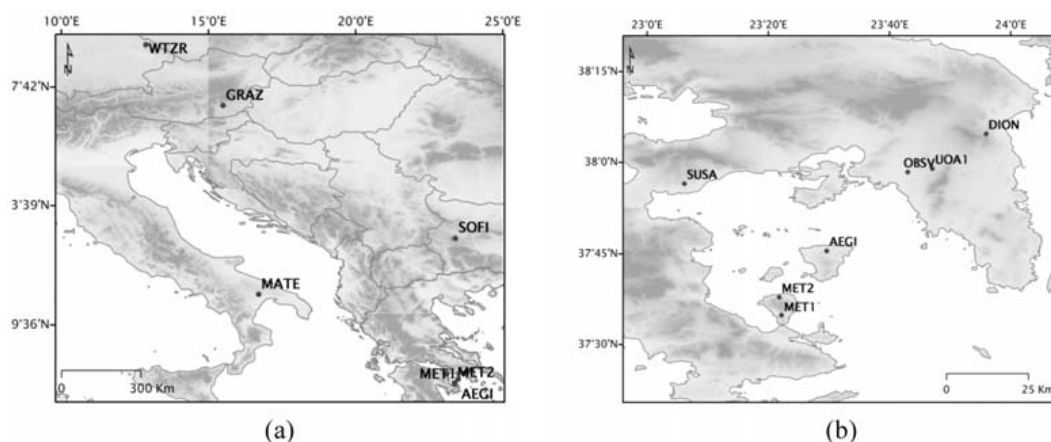 10°0'E 15°0'E 20°0'E 25°0'E
N
WTZR
7°42'N
GRAZ
3°39'N
SOFI
MATE
9°36'N
MET1 MET2
AEGI
0 300 Km
(a)
23°0'E 23°20'E 23°40'E 24°0'E
N
38°15'N
DION
38°0'N
OBSV UOA1
SUSA
37°45'N
AEGI
MET2
MET1
37°30'N
0 25 Km
(b)